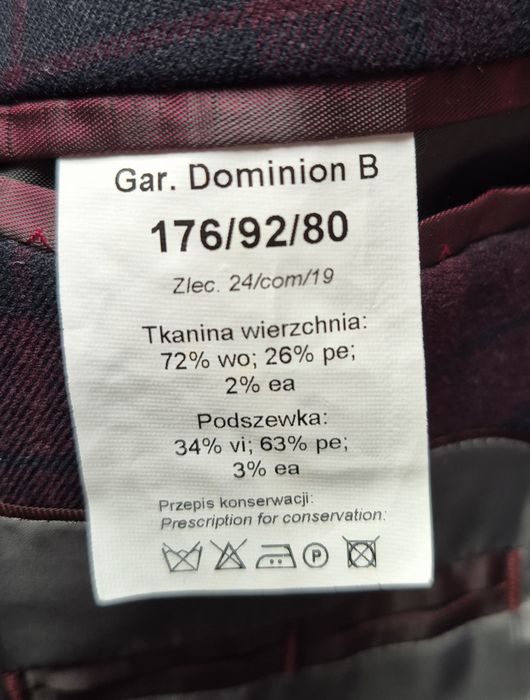 Gar. Dominion B
176/92/80
Zlec. 24/com/19
Tkanina wierzchnia:
72% wo; 26% pe;
2% ea
Podszewka:
34% vi; 63% pe;
3% ea
Przepis konserwacji:
Prescription for conservation:
P